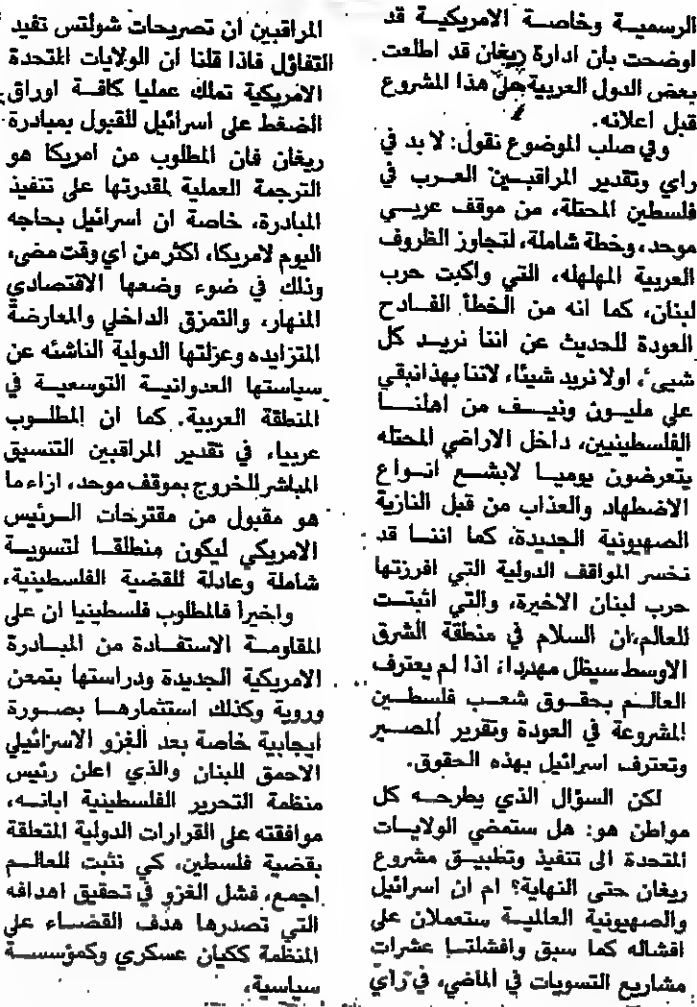 الرسمية وخاصة الامريكية قد
اوضحت بان ادارة ريغان قد اطلعت
بعض الدول العربية على هذا المشروع
قبل اعلانه.
وفي صلب الموضوع نقول: لا بد في
راي وتقدير المراقبين العرب في
فلسطين المحتلة، من موقف عربي
موحد، وخطة شاملة، لتجاوز الظروف
العربية المهلهله، التي واكبت حرب
لبنان، كما انه من الخطأ الفادح
العودة للحديث عن اننا نريد كل
شيىء، اولا نريد شيئا، لاننا بهذا نبقي
على مليون ونيف من اهلنا
الفلسطينيين، داخل الاراضي المحتله
يتعرضون يوميا لابشع انواع
الاضطهاد والعذاب من قبل النازية
الصهيونية الجديدة، كما اننا قد
نخسر المواقف الدولية التي افرزتها
حرب لبنان الاخيرة، والتي اثبتت
للعالم، ان السلام في منطقة الشرق
الاوسط سيظل مهددا، اذا لم يعترف
العالم بحقوق شعب فلسطين
المشروعة في العودة وتقرير المصير
وتعترف اسرائيل بهذه الحقوق.
لكن السؤال الذي يطرحه كل
مواطن هو: هل ستمضي الولايات
المتحدة الى تنفيذ وتطبيق مشروع
ريغان حتى النهاية؟ ام ان اسرائيل
والصهيونية العالمية ستعملان على
افشاله كما سبق وافشلتا عشرات
مشاريع التسويات في الماضي، في راي
المراقبين ان تصريحات شولتس تفيد
التفاؤل فاذا قلنا ان الولايات المتحدة
الامريكية تملك عمليا كافة اوراق
الضغط على اسرائيل للقبول بمبادرة
ريغان فان المطلوب من امريكا هو
الترجمة العملية لمقدرتها على تنفيذ
المبادرة، خاصة ان اسرائيل بحاجه
اليوم لامريكا، اكثر من اي وقت مضى،
وذلك في ضوء وضعها الاقتصادي
المنهار، والتمزق الداخلي والمعارضة
المتزايده وعزلتها الدولية الناشئه عن
سياستها العدوانية التوسعية في
المنطقة العربية. كما ان المطلوب
عربيا، في تقدير المراقبين التنسيق
المباشر للخروج بموقف موحد، ازاء ما
هو مقبول من مقترحات الرئيس
الامريكي ليكون منطلقا لتسوية
شاملة وعادلة للقضية الفلسطينية،
واخيرا فالمطلوب فلسطينيا ان على
المقاومة الاستفادة من المبادرة
الامريكية الجديدة ودراستها بتمعن
وروية وكذلك استثمارها بصورة
ايجابية خاصة بعد الغزو الاسرائيلي
الاحمق للبنان والذي اعلن رئيس
منظمة التحرير الفلسطينية ابانه،
موافقته على القرارات الدولية المتعلقة
بقضية فلسطين، كي نثبت للعالم
اجمع، فشل الغزو في تحقيق اهدافه
التي تصدرها هدف القضاء على
المنظمة ككيان عسكري وكمؤسسة
سياسية،